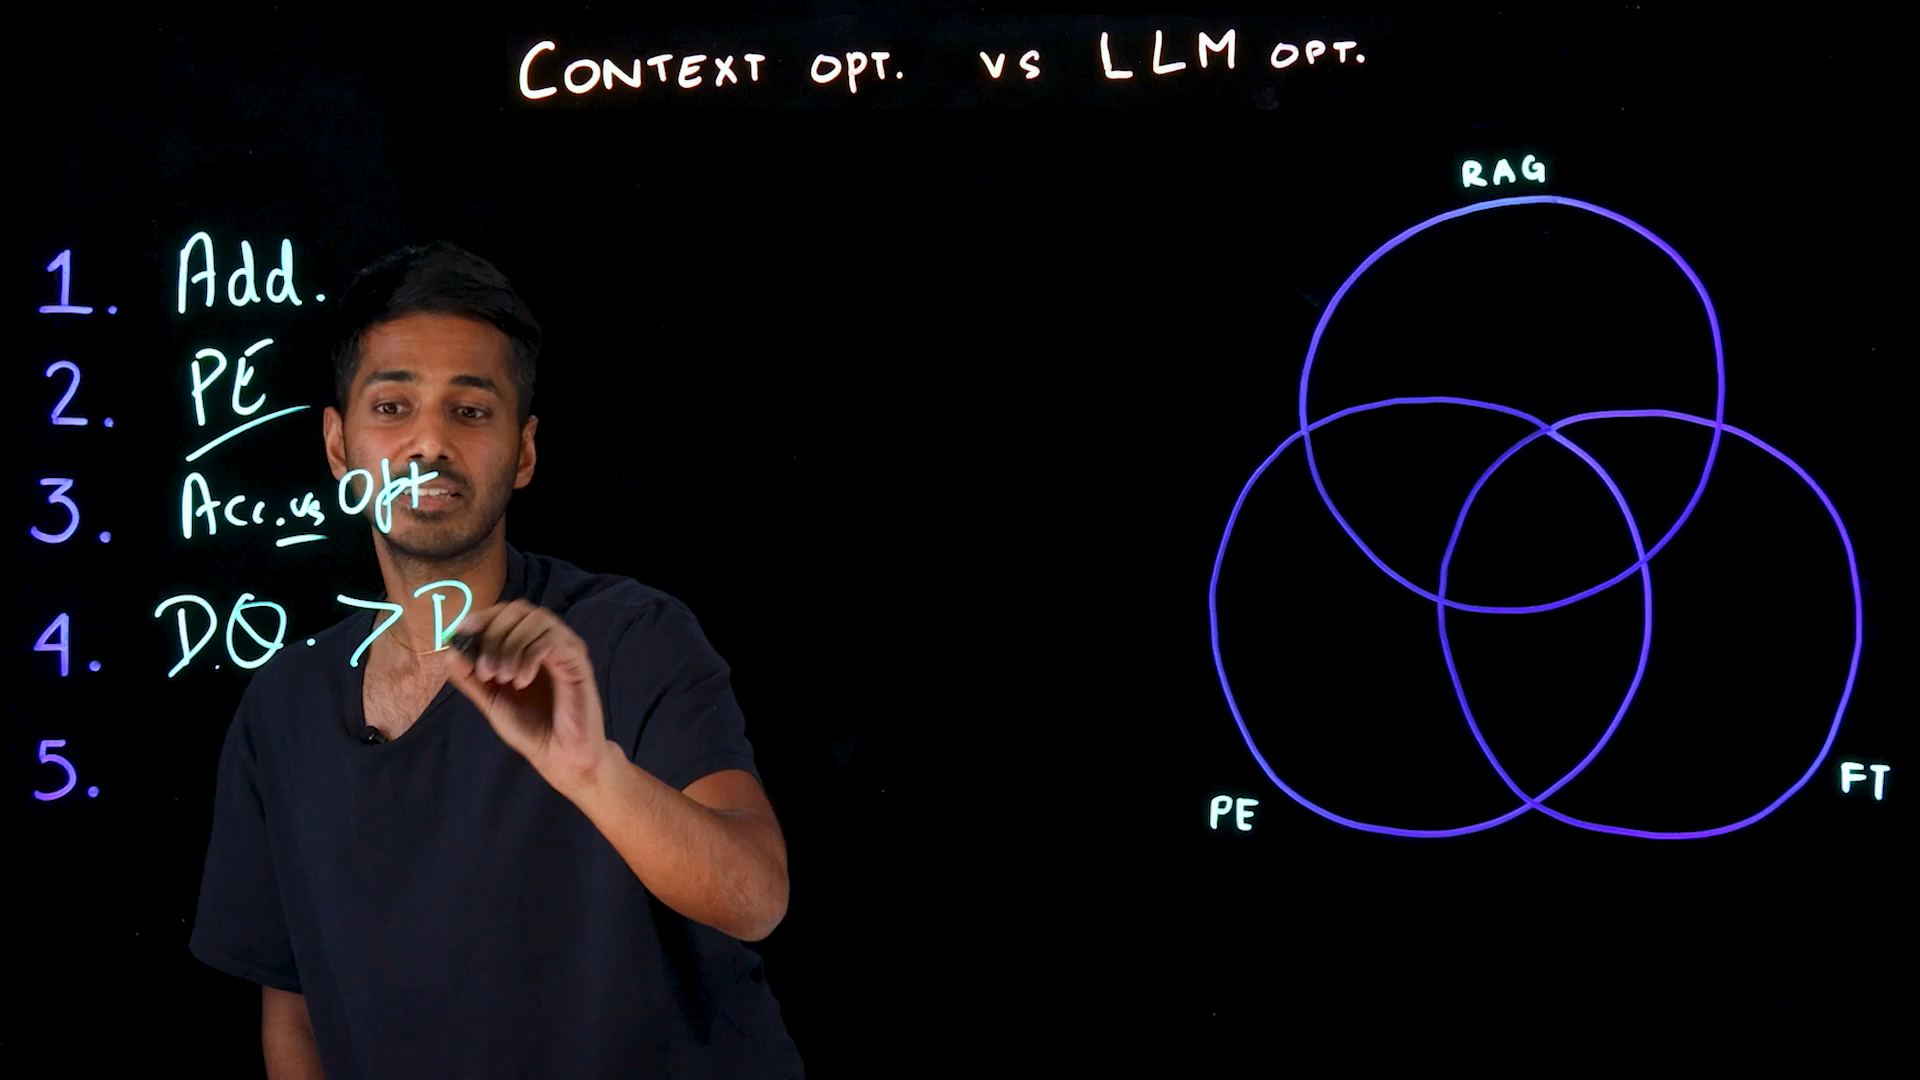 CONTEXT OPT. VS LLM OPT.
RAG
1. Add.
2. PE
3. Acc. vs Opt
4. D.Q. > D
5.
PE
FT